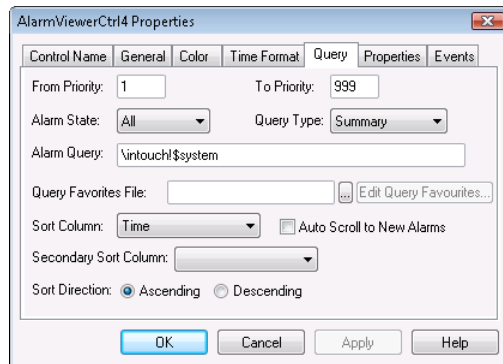 AlarmViewerCtrl4 Properties
Control Name General Color Time Format Query Properties Events
From Priority: 1 To Priority: 999
Alarm State: All Query Type: Summary
Alarm Query: \intouch!$system
Query Favorites File: ... Edit Query Favourites...
Sort Column: Time Auto Scroll to New Alarms
Secondary Sort Column:
Sort Direction: Ascending Descending
OK Cancel Apply Help